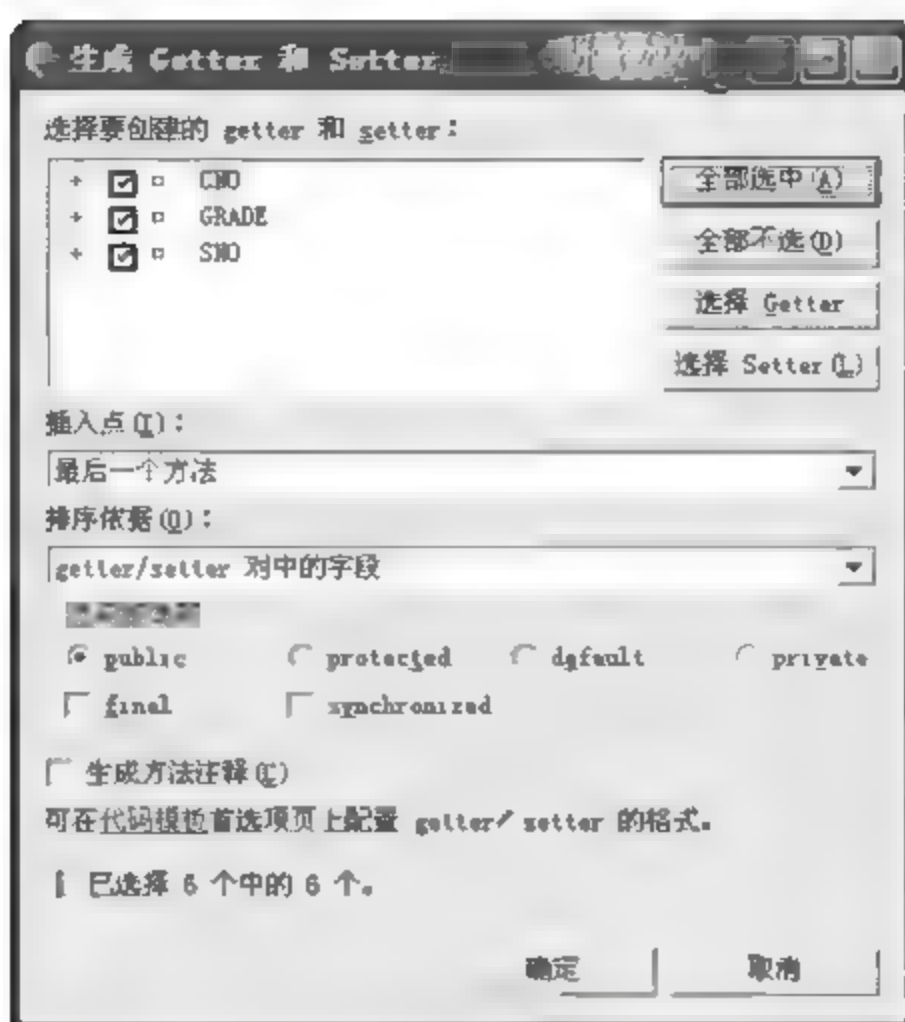 生成 Getter 和 Setter
选择要创建的 getter 和 setter:
CNO
GRADE
SNO
全部选中(A)
全部不选(D)
选择 Getter
选择 Setter(L)
插入点(I):
最后一个方法
排序依据(O):
getter/setter 对中的字段
public protected default private
final synchronized
生成方法注释(C)
可在代码模板首选项页上配置 getter/ setter 的格式。
已选择 6 个中的 6 个。
确定 取消